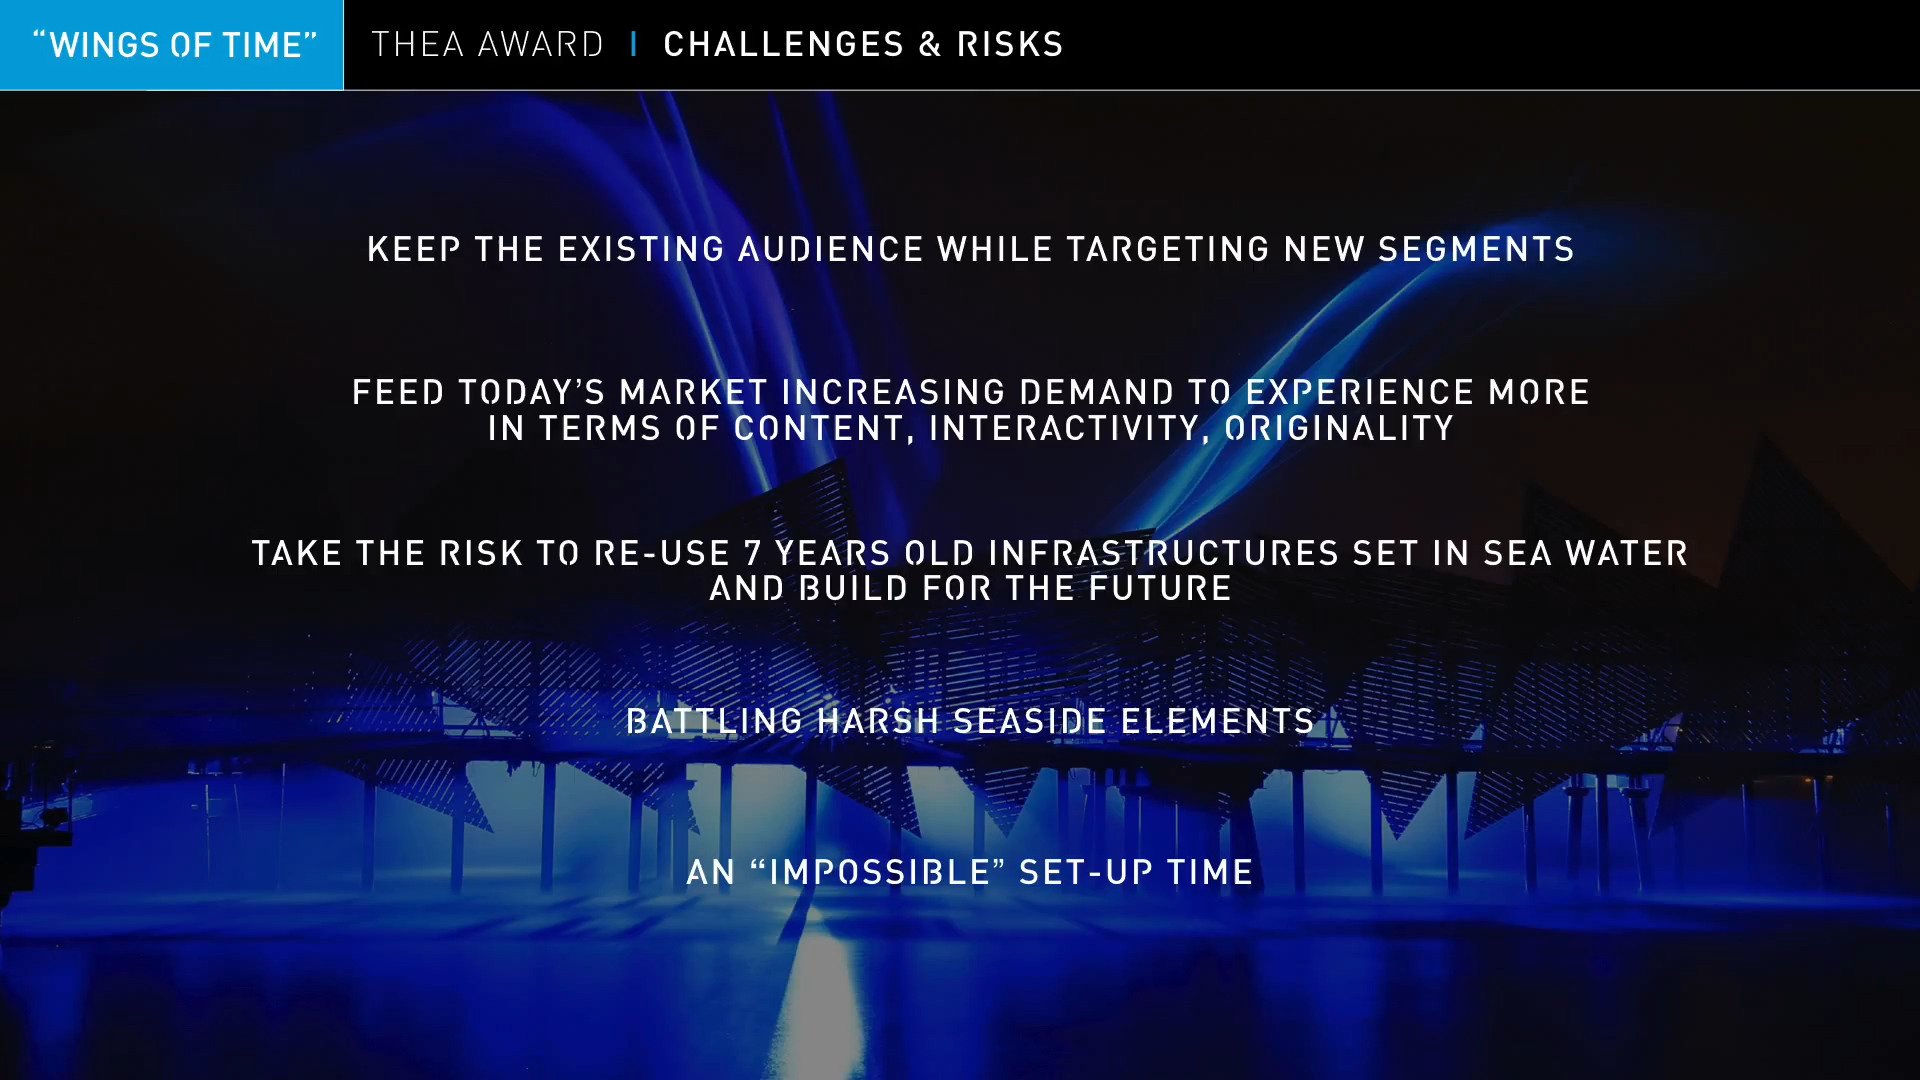 “WINGS OF TIME”
THEA AWARD | CHALLENGES & RISKS
KEEP THE EXISTING AUDIENCE WHILE TARGETING NEW SEGMENTS
FEED TODAY’S MARKET INCREASING DEMAND TO EXPERIENCE MORE
IN TERMS OF CONTENT, INTERACTIVITY, ORIGINALITY
TAKE THE RISK TO RE-USE 7 YEARS OLD INFRASTRUCTURES SET IN SEA WATER
AND BUILD FOR THE FUTURE
BATTLING HARSH SEASIDE ELEMENTS
AN “IMPOSSIBLE” SET-UP TIME